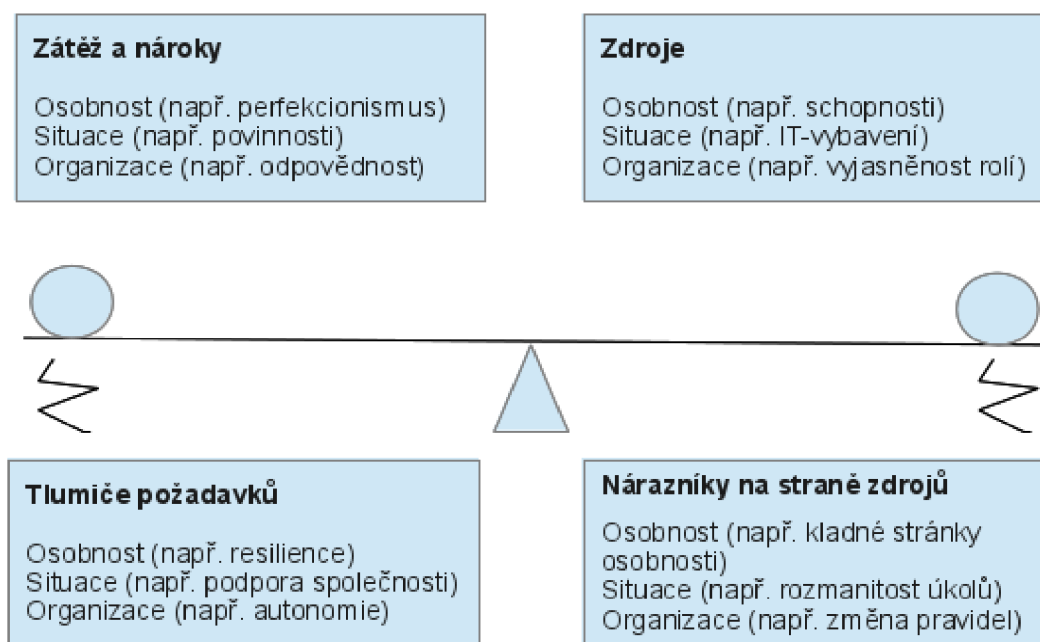 Zátěž a nároky
Osobnost (např. perfekcionismus)
Situace (např. povinnosti)
Organizace (např. odpovědnost)
Zdroje
Osobnost (např. schopnosti)
Situace (např. IT-vybavení)
Organizace (např. vyjasněnost rolí)
Tlumiče požadavků
Osobnost (např. resilience)
Situace (např. podpora společnosti)
Organizace (např. autonomie)
Nárazníky na straně zdrojů
Osobnost (např. kladné stránky
osobnosti)
Situace (např. rozmanitost úkolů)
Organizace (např. změna pravidel)